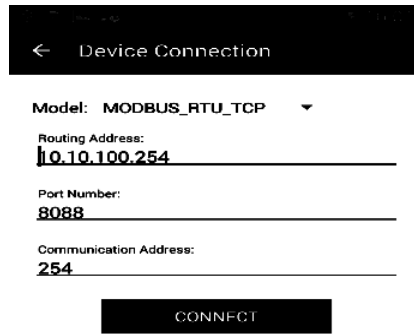 Device Connection
Model: MODBUS_RTU_TCP
Routing Address:
10.10.100.254
Port Number:
8088
Communication Address:
254
CONNECT